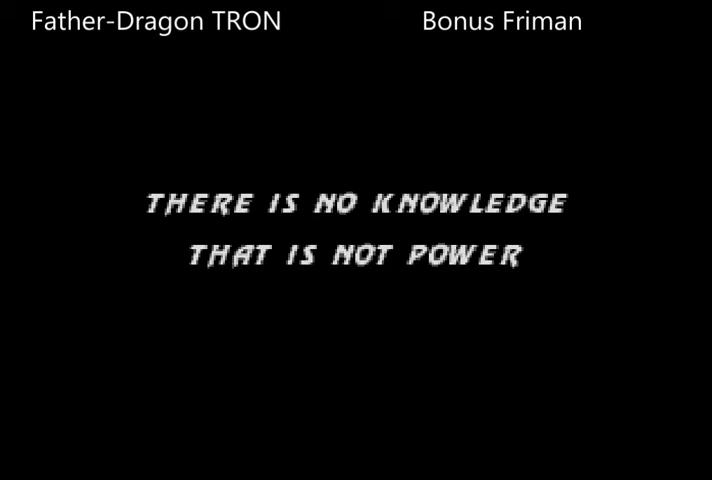 Father-Dragon TRON Bonus Friman
THERE IS NO KNOWLEDGE
THAT IS NOT POWER